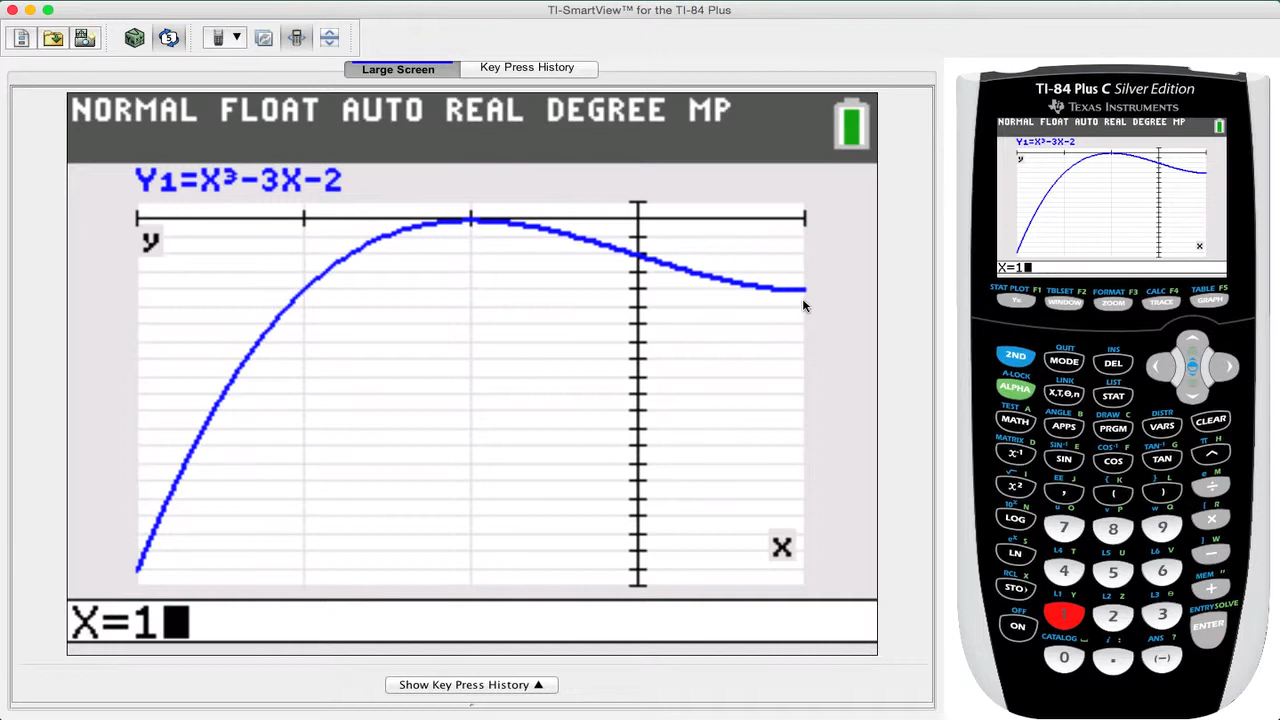 TI-SmartView™ for the TI-84 Plus
Large Screen
Key Press History
NORMAL FLOAT AUTO REAL DEGREE MP
Y1=X³-3X-2
y
x
X=1
Show Key Press History ▲
TI-84 Plus C Silver Edition
TEXAS INSTRUMENTS
NORMAL FLOAT AUTO REAL DEGREE MP
Y1=X³-3X-2
y
x
X=1
STAT PLOT F1 TBLSET F2 FORMAT F3 CALC F4 TABLE F5
Y= WINDOW ZOOM TRACE GRAPH
QUIT INS
2ND MODE DEL
A-LOCK LINK LIST
ALPHA X,T,Θ,n STAT
TEST A ANGLE B DRAW C DISTR
MATH APPS PRGM VARS CLEAR
MATRIX D SIN⁻¹ E COS⁻¹ F TAN⁻¹ G π H
x⁻¹ SIN COS TAN ^
√ I EE J { K } L e M
x² , ( ) ÷
10ˣ N u O v P w Q [ R
LOG 7 8 9 ×
eˣ S L4 T L5 U L6 V ] W
LN 4 5 6 −
RCL X L1 Y L2 Z L3 θ MEM "
STO› 1 2 3 +
OFF CATALOG ⎵ i : ANS ? ENTRY SOLVE
ON 0 . (−) ENTER